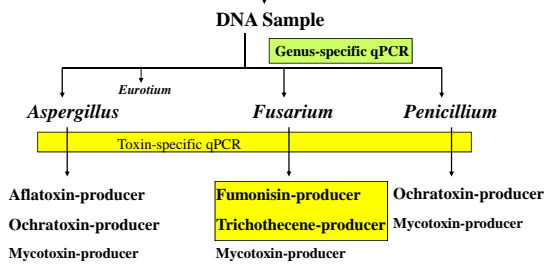 DNA Sample
Genus-specific qPCR
Eurotium
Aspergillus Fusarium Penicillium
Toxin-specific qPCR
Aflatoxin-producer Fumonisin-producer Ochratoxin-producer
Ochratoxin-producer Trichothecene-producer Mycotoxin-producer
Mycotoxin-producer Mycotoxin-producer